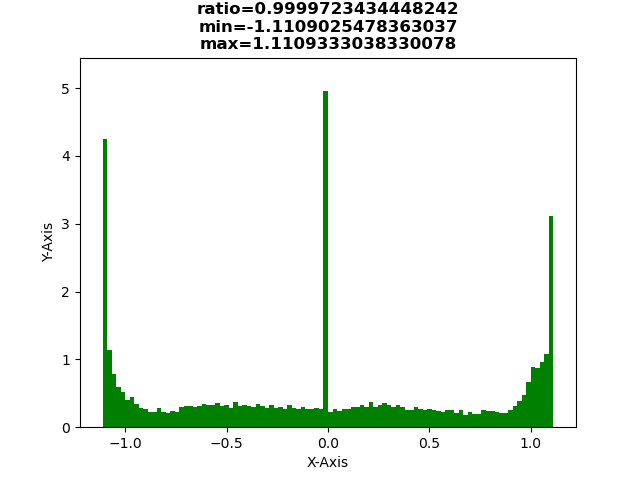 ratio=0.9999723434448242
min=-1.1109025478363037
max=1.1109333038330078
5
4
3
2
1
0
Y-Axis
−1.0 −0.5 0.0 0.5 1.0
X-Axis